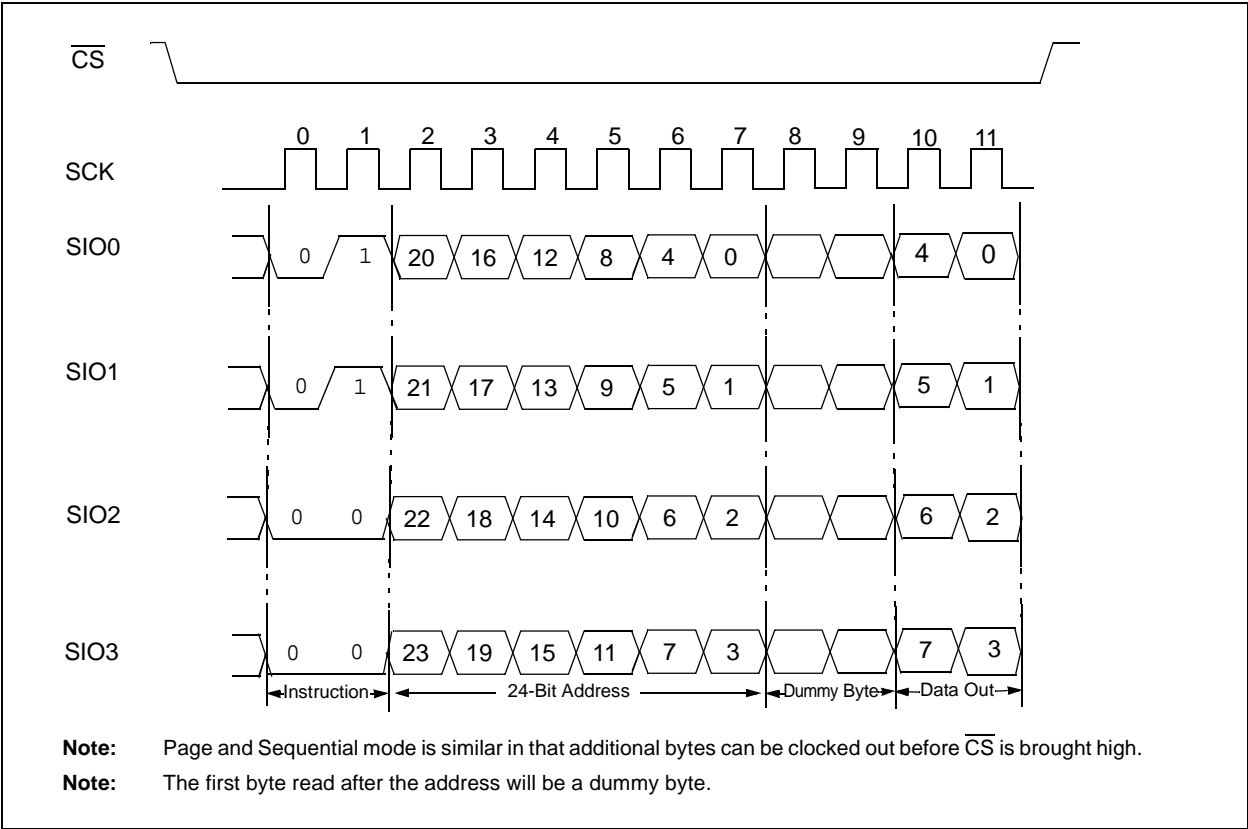 CS
0 1 2 3 4 5 6 7 8 9 10 11
SCK
SIO0 0 1 20 16 12 8 4 0 4 0
SIO1 0 1 21 17 13 9 5 1 5 1
SIO2 0 0 22 18 14 10 6 2 6 2
SIO3 0 0 23 19 15 11 7 3 7 3
Instruction 24-Bit Address Dummy Byte Data Out
Note: Page and Sequential mode is similar in that additional bytes can be clocked out before CS is brought high.
Note: The first byte read after the address will be a dummy byte.